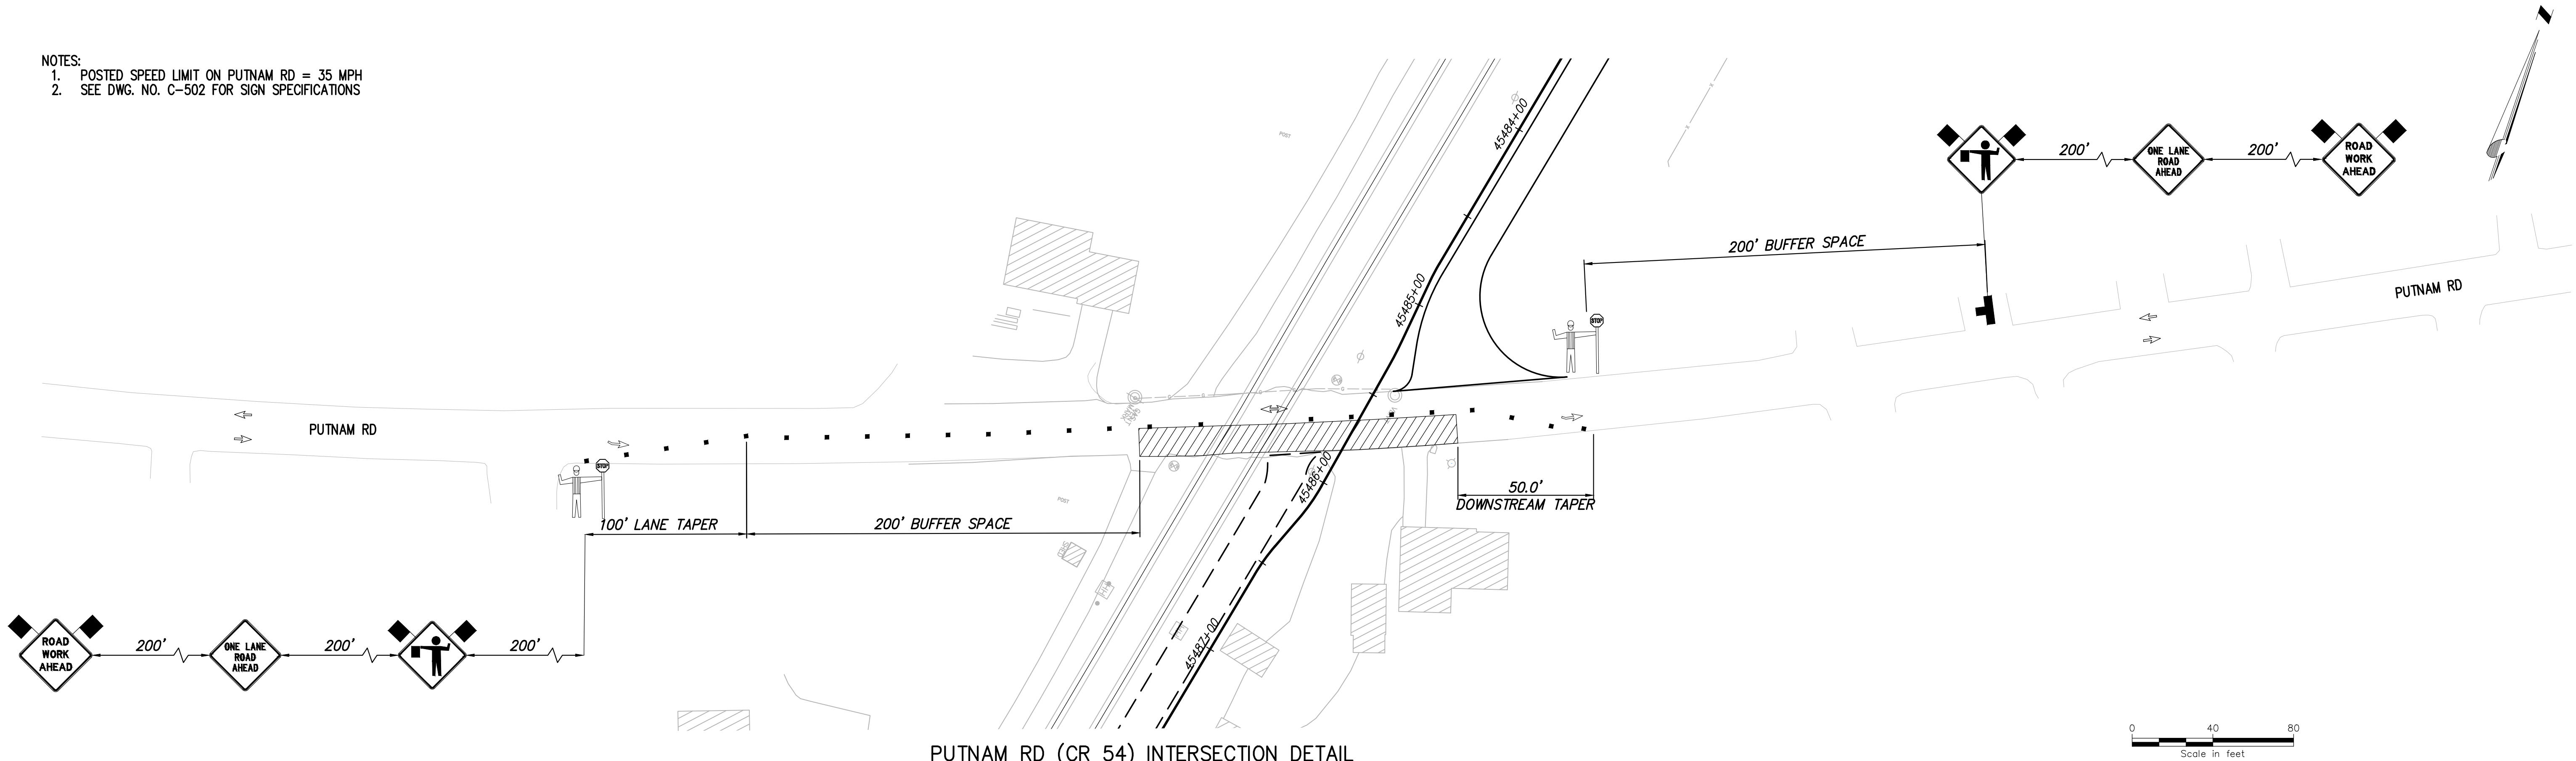 NOTES:
1. POSTED SPEED LIMIT ON PUTNAM RD = 35 MPH
2. SEE DWG. NO. C-502 FOR SIGN SPECIFICATIONS
POST
45484+00
200'
ONE LANE
ROAD
AHEAD
200'
ROAD
WORK
AHEAD
200' BUFFER SPACE
45485+00
PUTNAM RD
STOP
PUTNAM RD
STOP
45486+00
50.0'
DOWNSTREAM TAPER
POST
100' LANE TAPER
200' BUFFER SPACE
ROAD
WORK
AHEAD
200'
ONE LANE
ROAD
AHEAD
200'
200'
45487+00
0 40 80
Scale in feet
PUTNAM RD (CR 54) INTERSECTION DETAIL